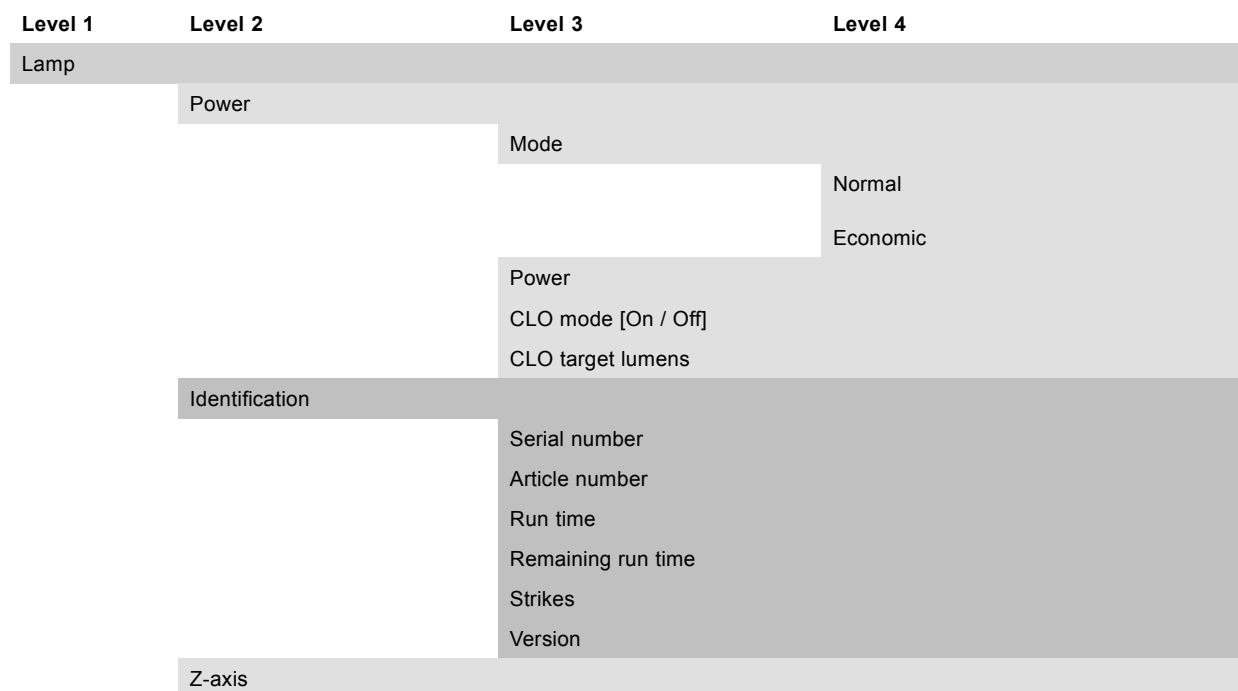 Level 1 Level 2 Level 3 Level 4
Lamp
Power
Mode
Normal
Economic
Power
CLO mode [On / Off]
CLO target lumens
Identification
Serial number
Article number
Run time
Remaining run time
Strikes
Version
Z-axis